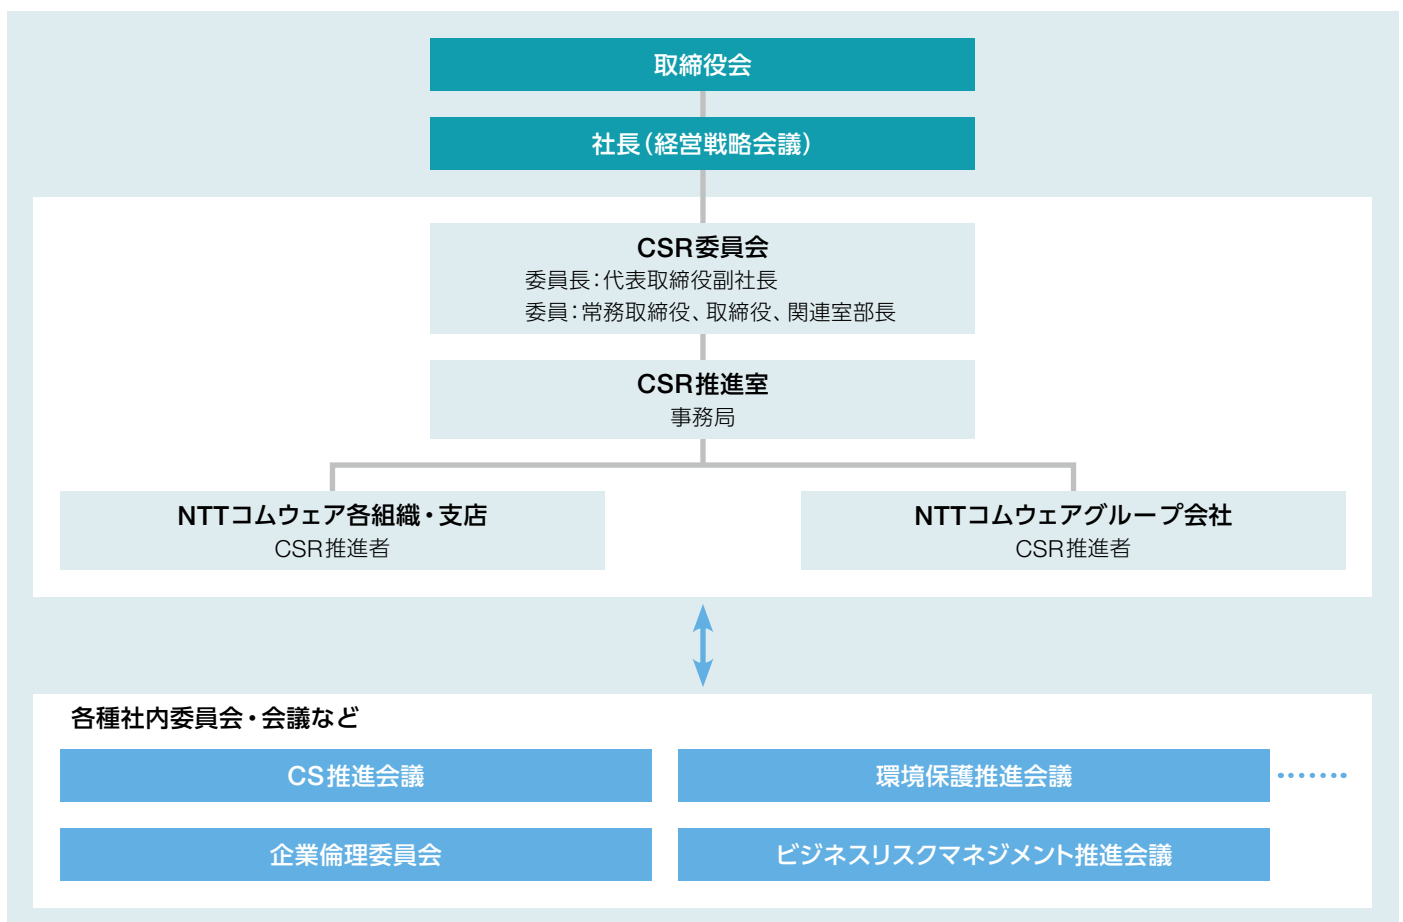 取締役会
社長（経営戦略会議）
CSR委員会
委員長：代表取締役副社長
委員：常務取締役、取締役、関連室部長
CSR推進室
事務局
NTTコムウェア各組織・支店
CSR推進者
NTTコムウェアグループ会社
CSR推進者
各種社内委員会・会議など
CS推進会議
環境保護推進会議
企業倫理委員会
ビジネスリスクマネジメント推進会議